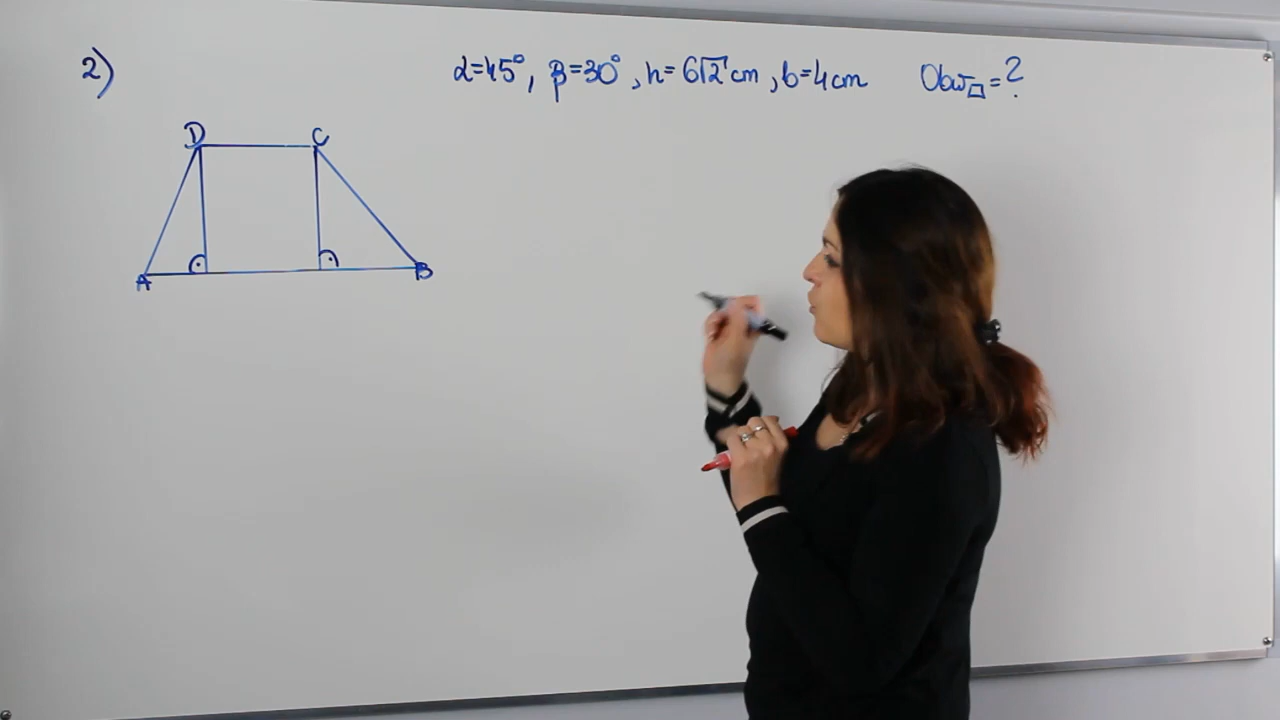 2)
α=45°, β=30°, h=6√2 cm, b=4cm Obw▱=?
D C
A B